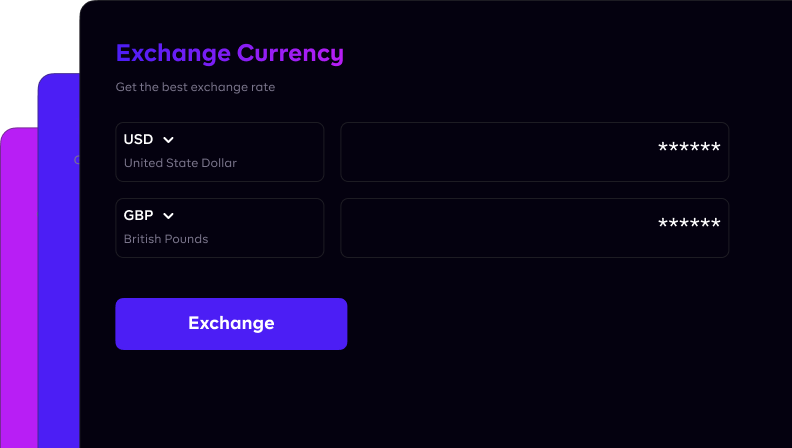 Exchange Currency
Get the best exchange rate
USD
United State Dollar
******
GBP
British Pounds
******
Exchange